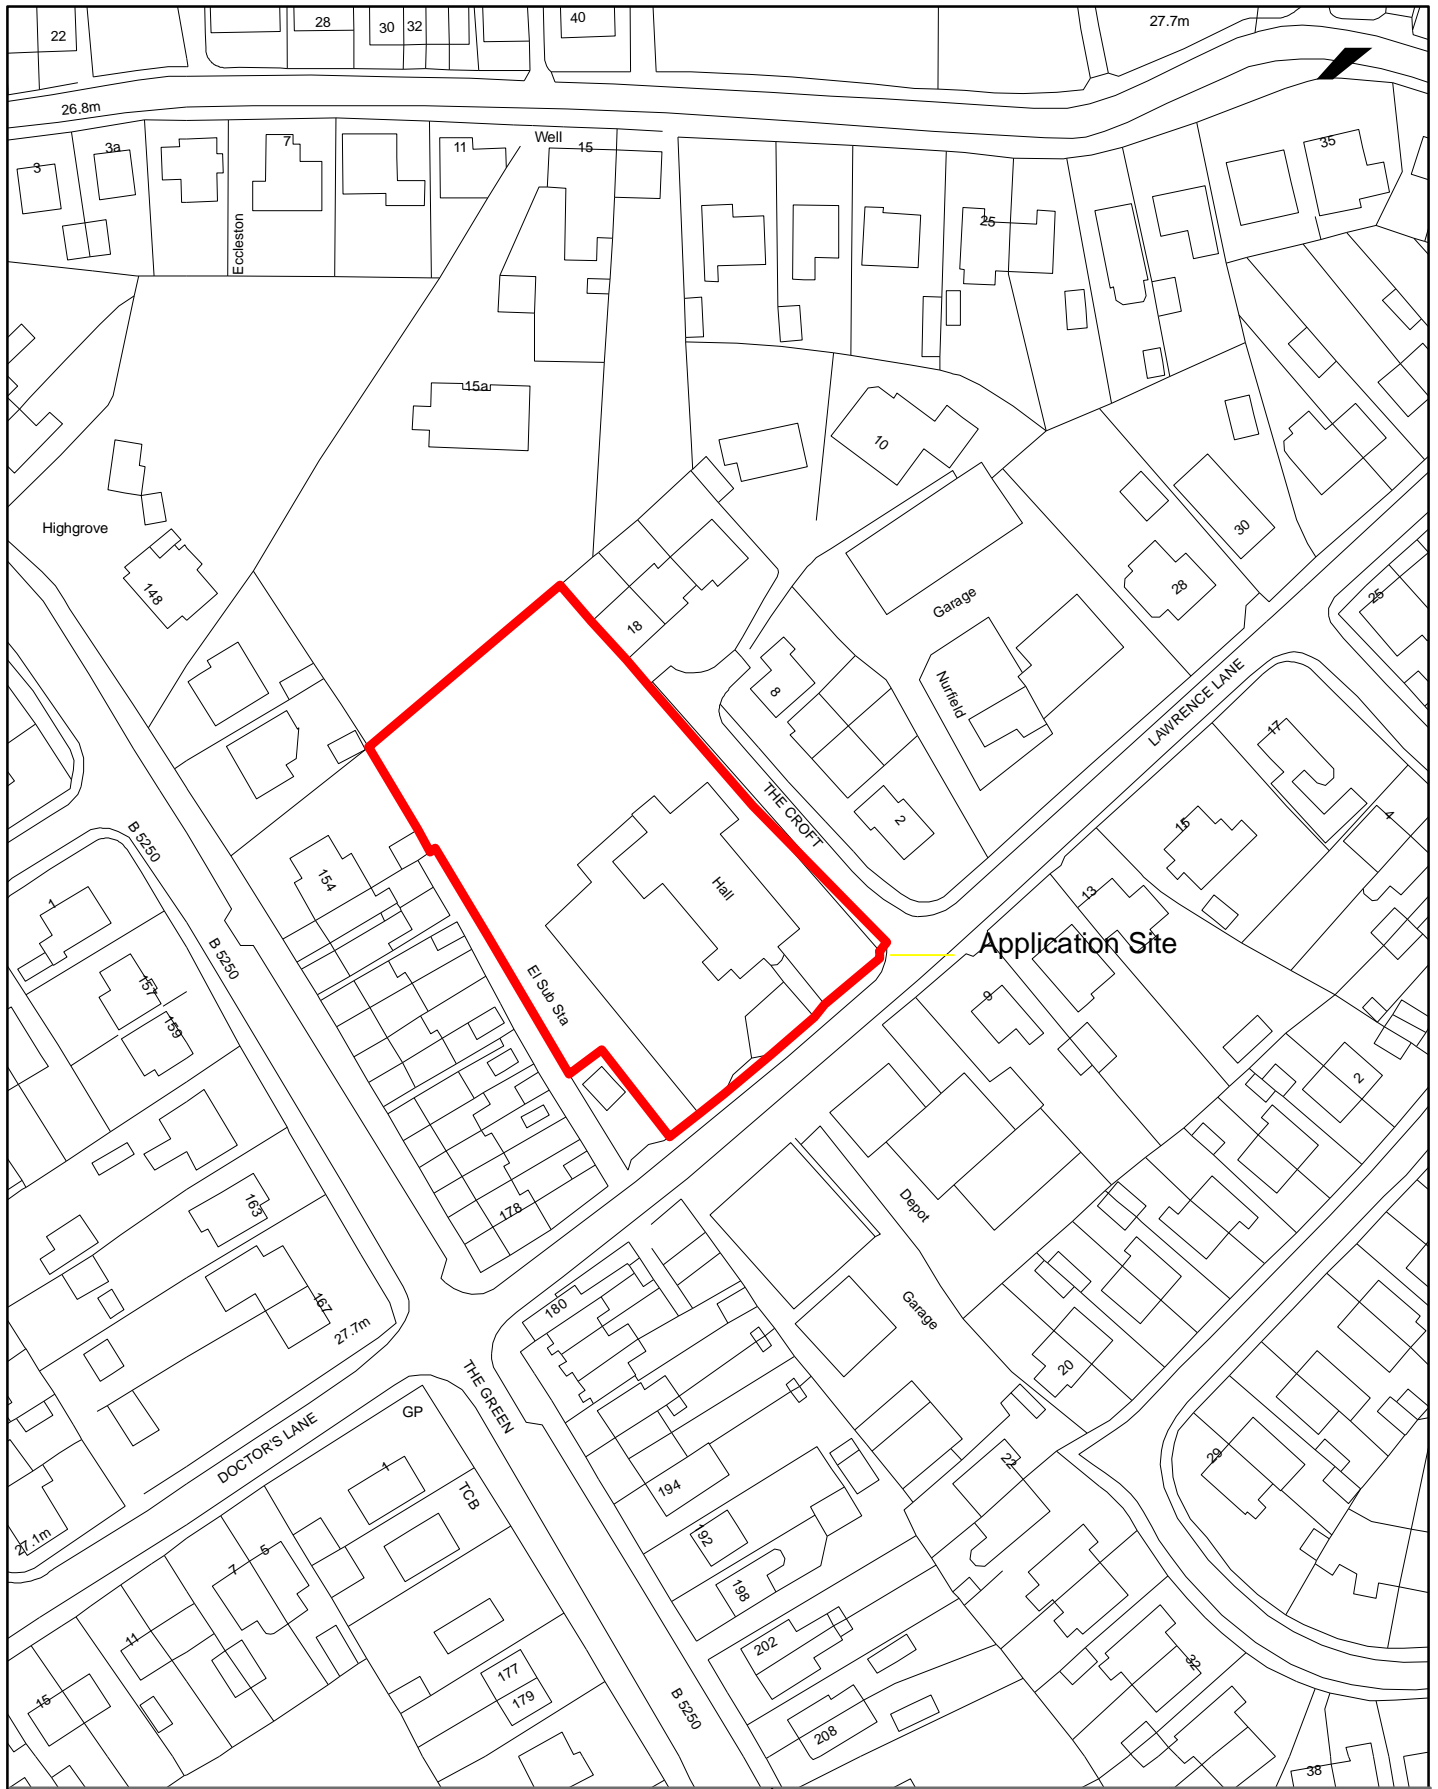 22
28
30
32
40
27.7m
26.8m
3
3a
7
11
Well
15
35
Eccleston
25
15a
10
Highgrove
148
30
28
25
Garage
18
8
Nurfield
LAWRENCE LANE
17
THE CROFT
2
15
4
B 5250
154
Hall
13
1
B 5250
Application Site
157
El Sub Sta
9
159
2
163
178
Depot
167
180
Garage
27.7m
20
THE GREEN
GP
DOCTOR'S LANE
1
TCB
194
22
29
27.1m
192
7
5
198
11
202
32
177
179
15
B 5250
208
38